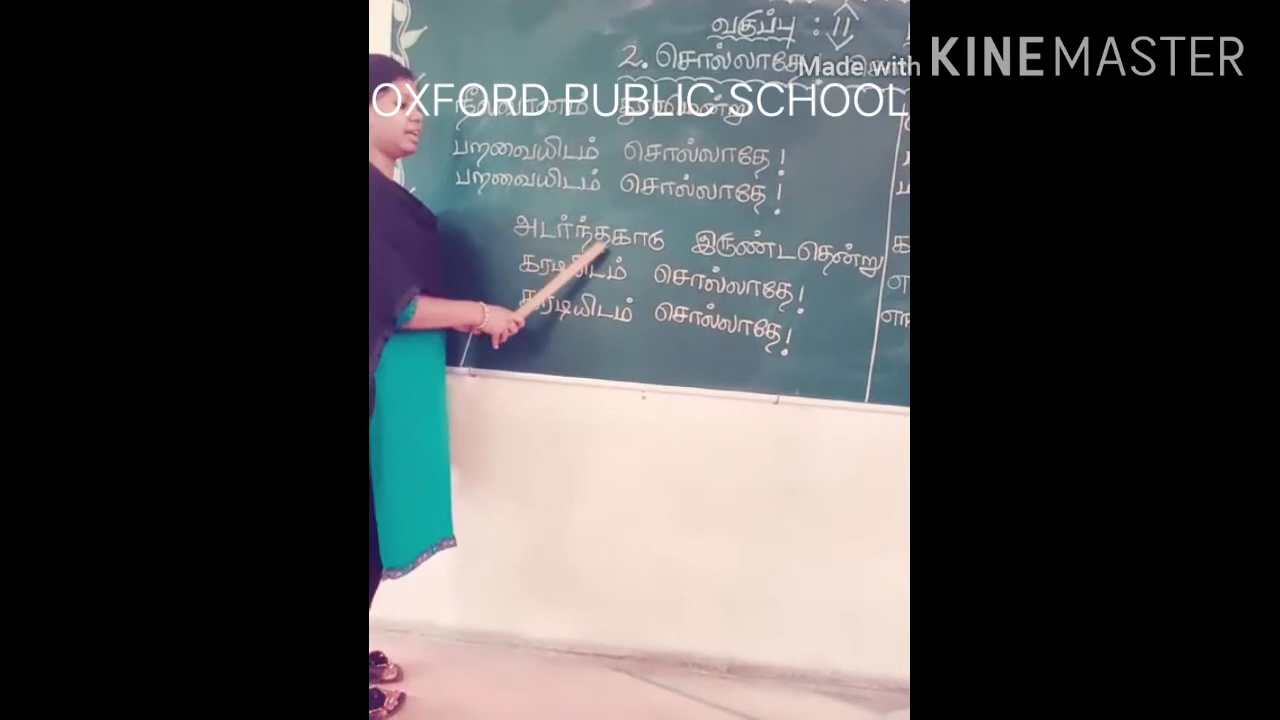 வகுப்பு : II
2. சொல்லாதே
Made with KINEMASTER
OXFORD PUBLIC SCHOOL
பறவையிடம் சொல்லாதே!
பறவையிடம் சொல்லாதே!
அடர்ந்தகாடு இருண்டதென்று
கரடியிடம் சொல்லாதே!
கரடியிடம் சொல்லாதே!